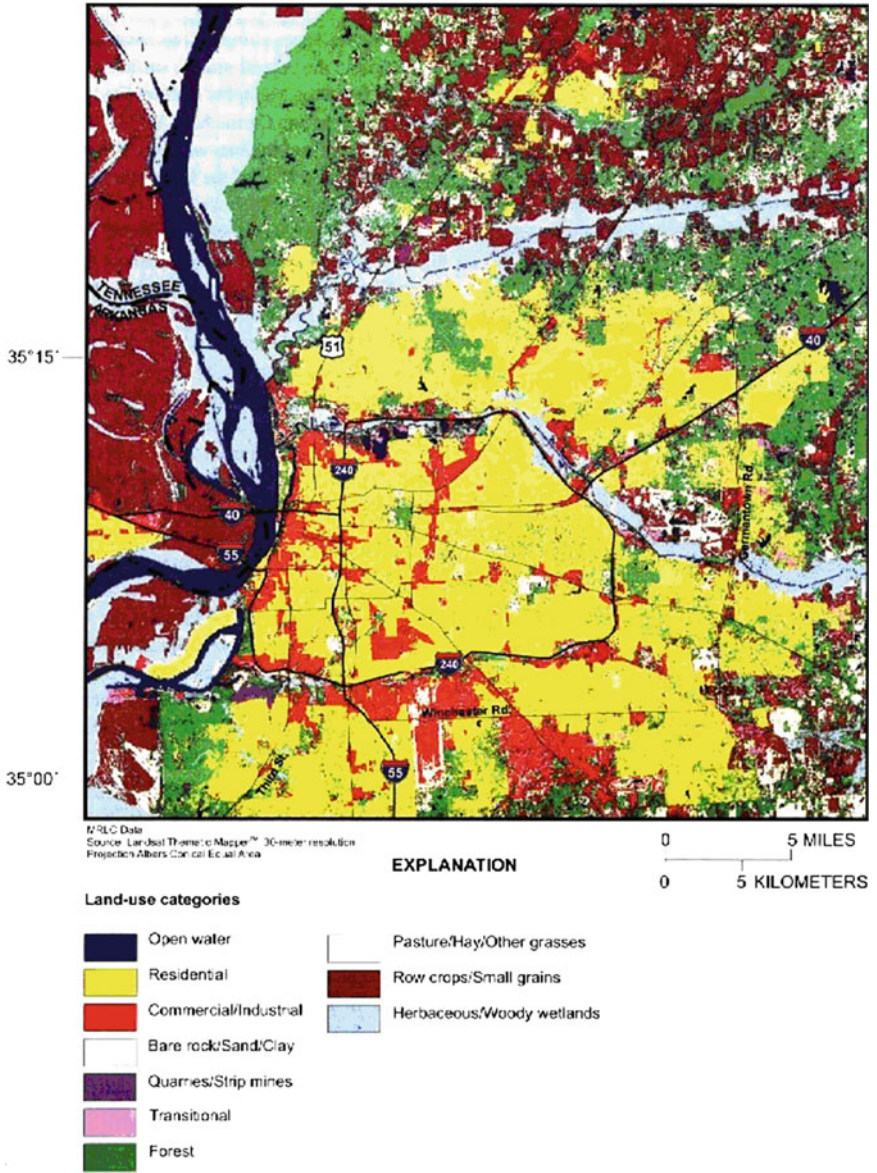 TENNESSEE
ARKANSAS
35°15'
51
40
240
40
55
Germantown Rd.
240
Winchester Rd.
35°00'
Third St.
55
MRLC Data
Source: Landsat Thematic Mapper™ 30-meter resolution
Projection Albers Conical Equal Area
0 5 MILES
0 5 KILOMETERS
EXPLANATION
Land-use categories
Open water
Residential
Commercial/Industrial
Bare rock/Sand/Clay
Quarries/Strip mines
Transitional
Forest
Pasture/Hay/Other grasses
Row crops/Small grains
Herbaceous/Woody wetlands